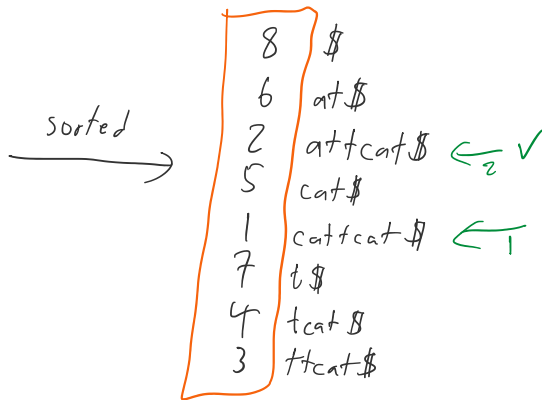 sorted
8 $
6 at$
2 attcat$ 2 ✓
5 cat$
1 cattcat$ 1
7 t$
4 tcat$
3 ttcat$